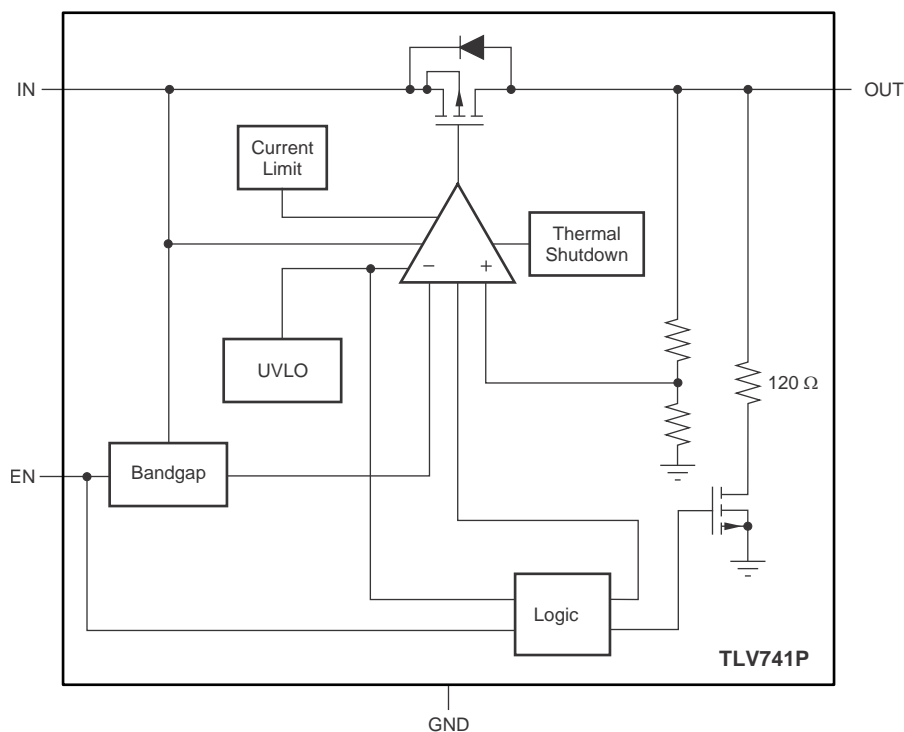 IN
OUT
Current
Limit
Thermal
Shutdown
−
+
UVLO
120 Ω
EN
Bandgap
Logic
TLV741P
GND